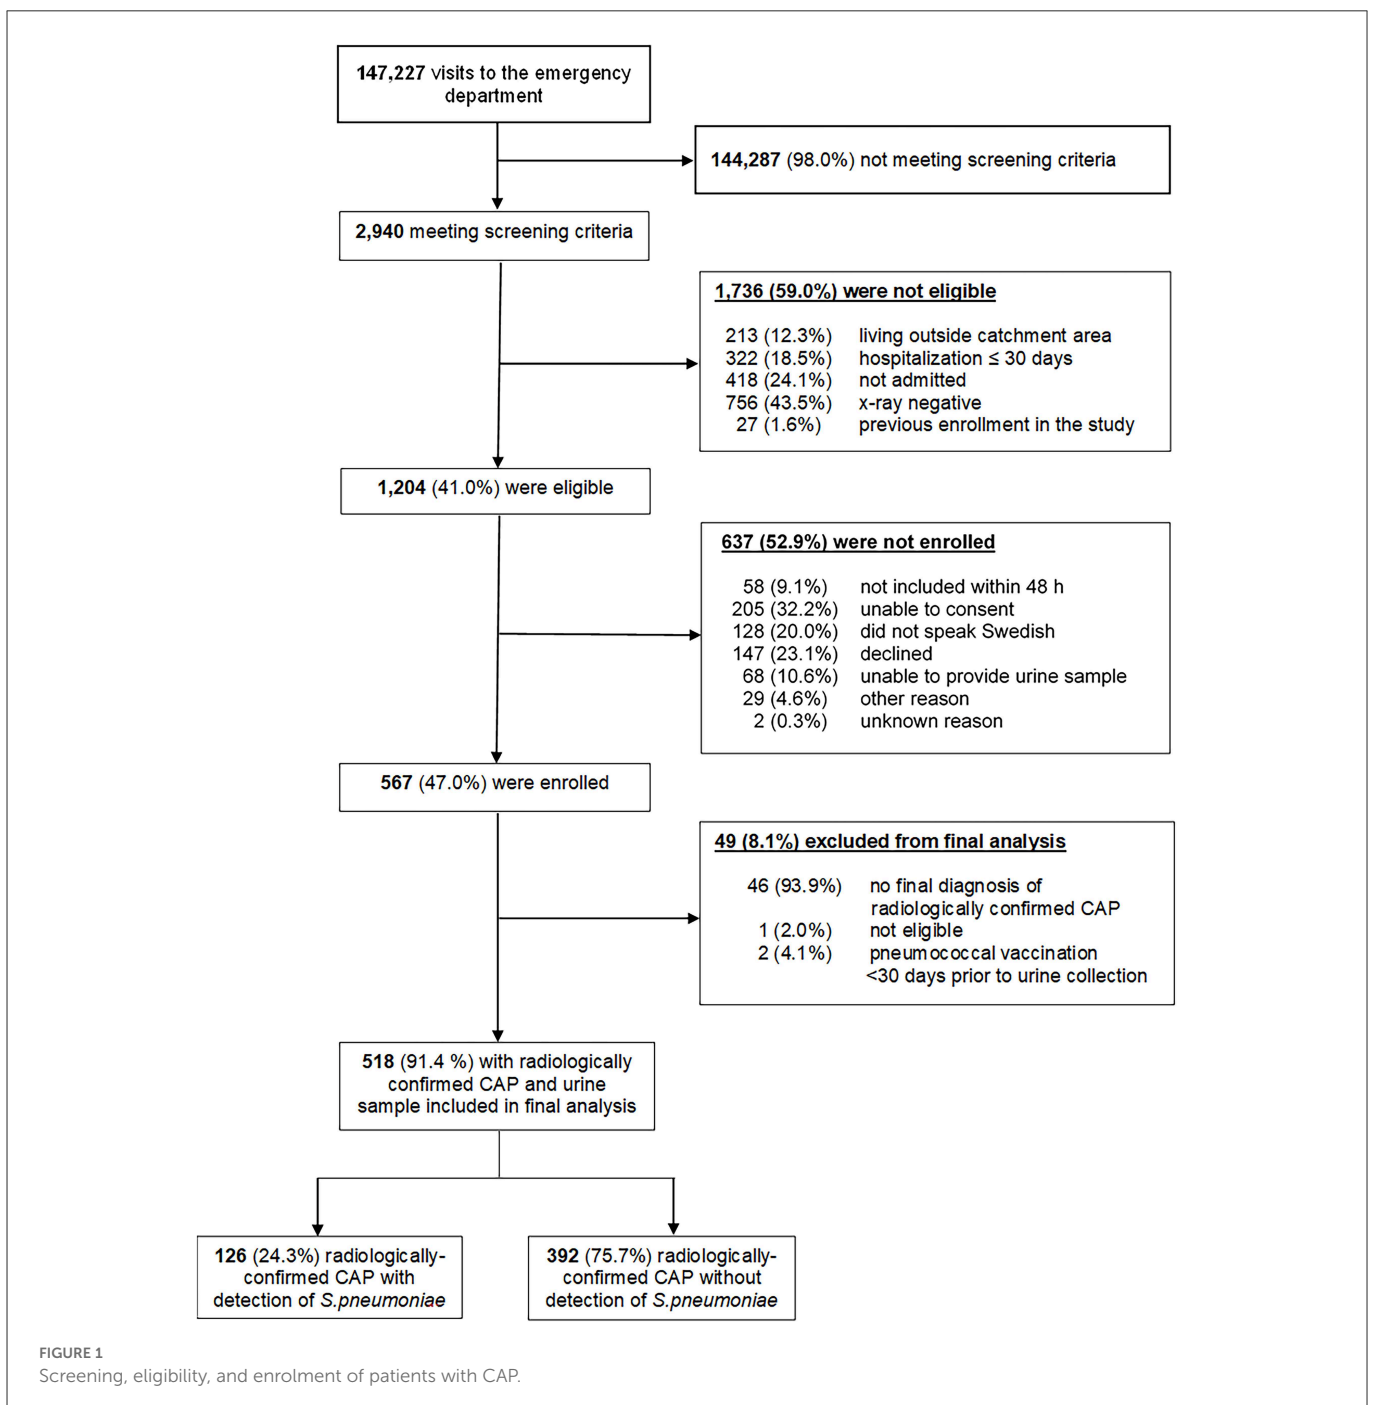 147,227 visits to the emergency
department
144,287 (98.0%) not meeting screening criteria
2,940 meeting screening criteria
1,736 (59.0%) were not eligible
213 (12.3%) living outside catchment area
322 (18.5%) hospitalization ≤ 30 days
418 (24.1%) not admitted
756 (43.5%) x-ray negative
27 (1.6%) previous enrollment in the study
1,204 (41.0%) were eligible
637 (52.9%) were not enrolled
58 (9.1%) not included within 48 h
205 (32.2%) unable to consent
128 (20.0%) did not speak Swedish
147 (23.1%) declined
68 (10.6%) unable to provide urine sample
29 (4.6%) other reason
2 (0.3%) unknown reason
567 (47.0%) were enrolled
49 (8.1%) excluded from final analysis
46 (93.9%) no final diagnosis of
radiologically confirmed CAP
1 (2.0%) not eligible
2 (4.1%) pneumococcal vaccination
<30 days prior to urine collection
518 (91.4 %) with radiologically
confirmed CAP and urine
sample included in final analysis
126 (24.3%) radiologically-
confirmed CAP with
detection of S.pneumoniae
392 (75.7%) radiologically-
confirmed CAP without
detection of S.pneumoniae
FIGURE 1
Screening, eligibility, and enrolment of patients with CAP.